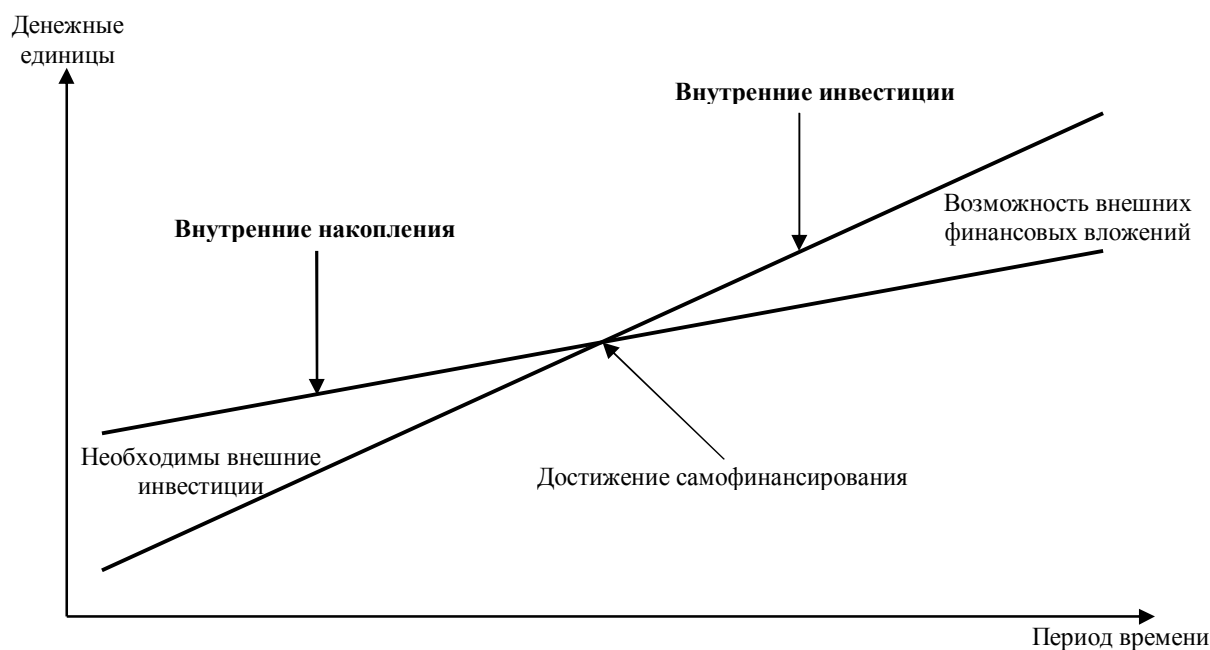 Денежные
единицы
Внутренние инвестиции
Возможность внешних
финансовых вложений
Внутренние накопления
Необходимы внешние
инвестиции
Достижение самофинансирования
Период времени